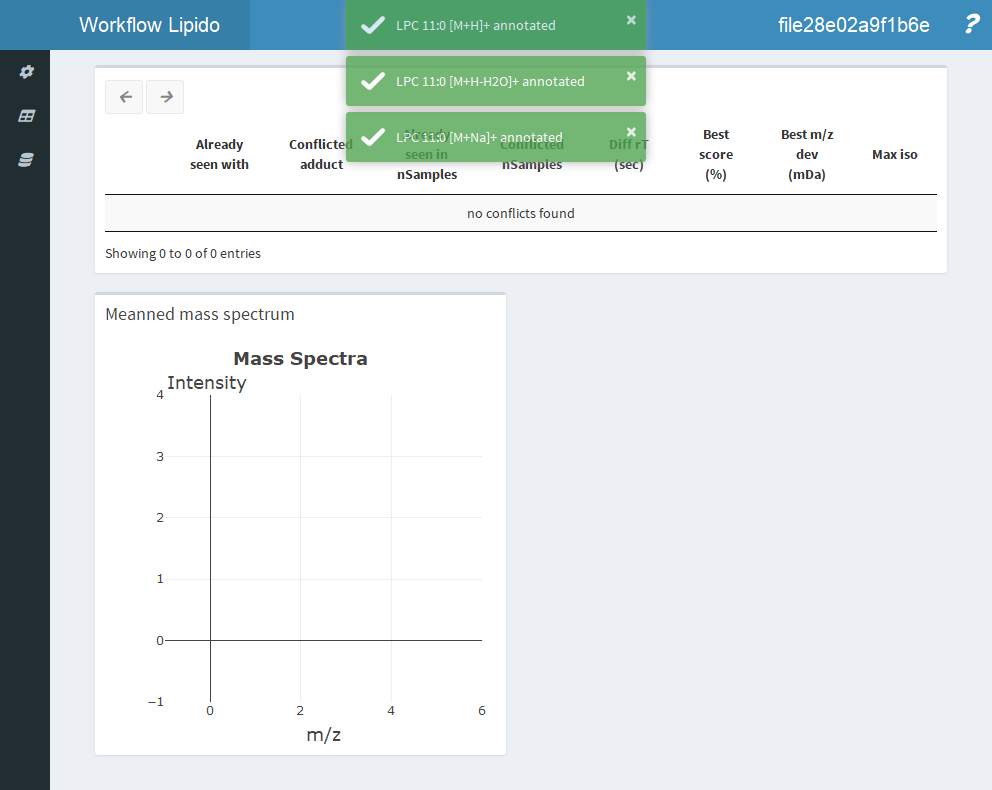 Workflow Lipido
file28e02a9f1b6e
?
LPC 11:0 [M+H]+ annotated ×
LPC 11:0 [M+H-H2O]+ annotated ×
LPC 11:0 [M+Na]+ annotated ×
Already seen with
Conflicted adduct
Already seen in nSamples
Conflicted nSamples
Diff rT (sec)
Best score (%)
Best m/z dev (mDa)
Max iso
no conflicts found
Showing 0 to 0 of 0 entries
Meanned mass spectrum
Mass Spectra
Intensity
4
3
2
1
0
−1
0 2 4 6
m/z